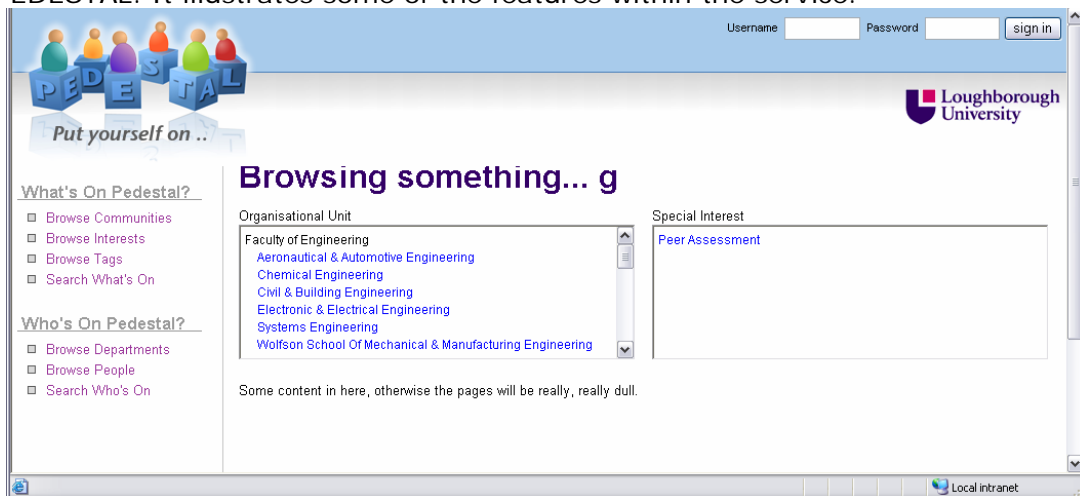 EDESTAL. It illustrates some of the features within the service.
Username Password sign in
PEDESTAL
Put yourself on ..
Loughborough
University
Browsing something... g
What's On Pedestal?
Browse Communities
Browse Interests
Browse Tags
Search What's On
Who's On Pedestal?
Browse Departments
Browse People
Search Who's On
Organisational Unit
Faculty of Engineering
Aeronautical & Automotive Engineering
Chemical Engineering
Civil & Building Engineering
Electronic & Electrical Engineering
Systems Engineering
Wolfson School Of Mechanical & Manufacturing Engineering
Special Interest
Peer Assessment
Some content in here, otherwise the pages will be really, really dull.
Local intranet